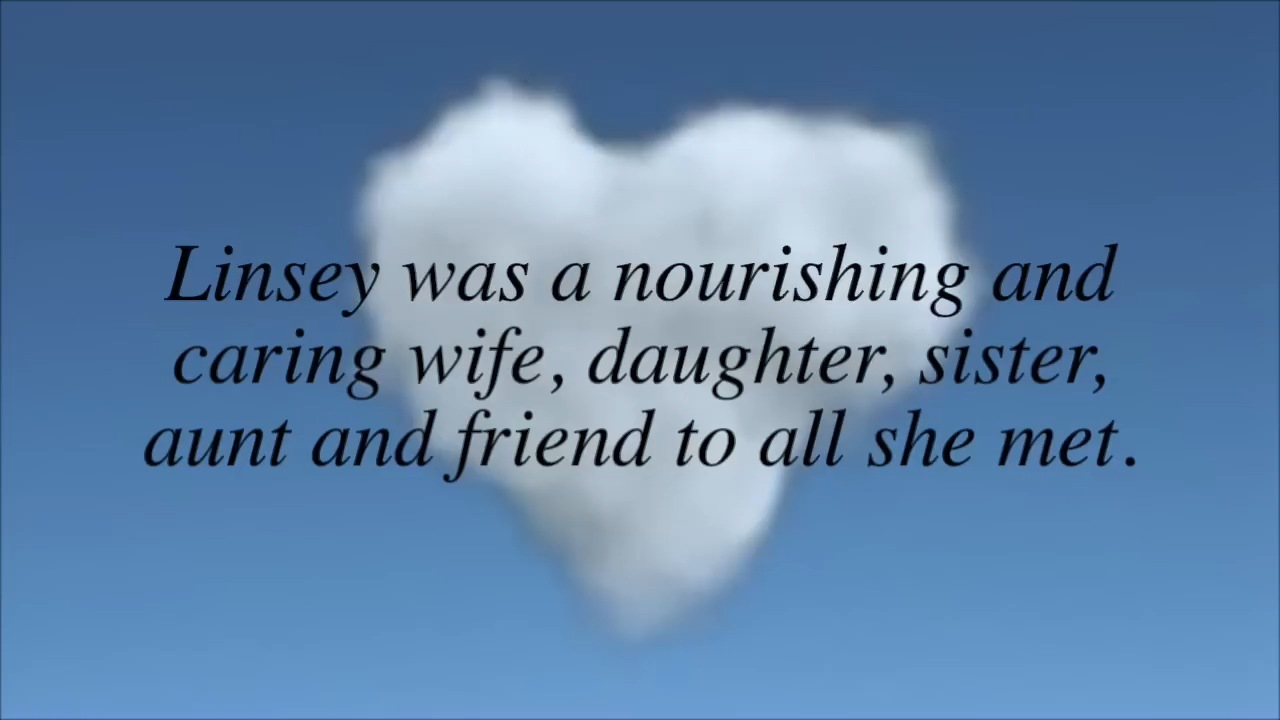 Linsey was a nourishing and
caring wife, daughter, sister,
aunt and friend to all she met.